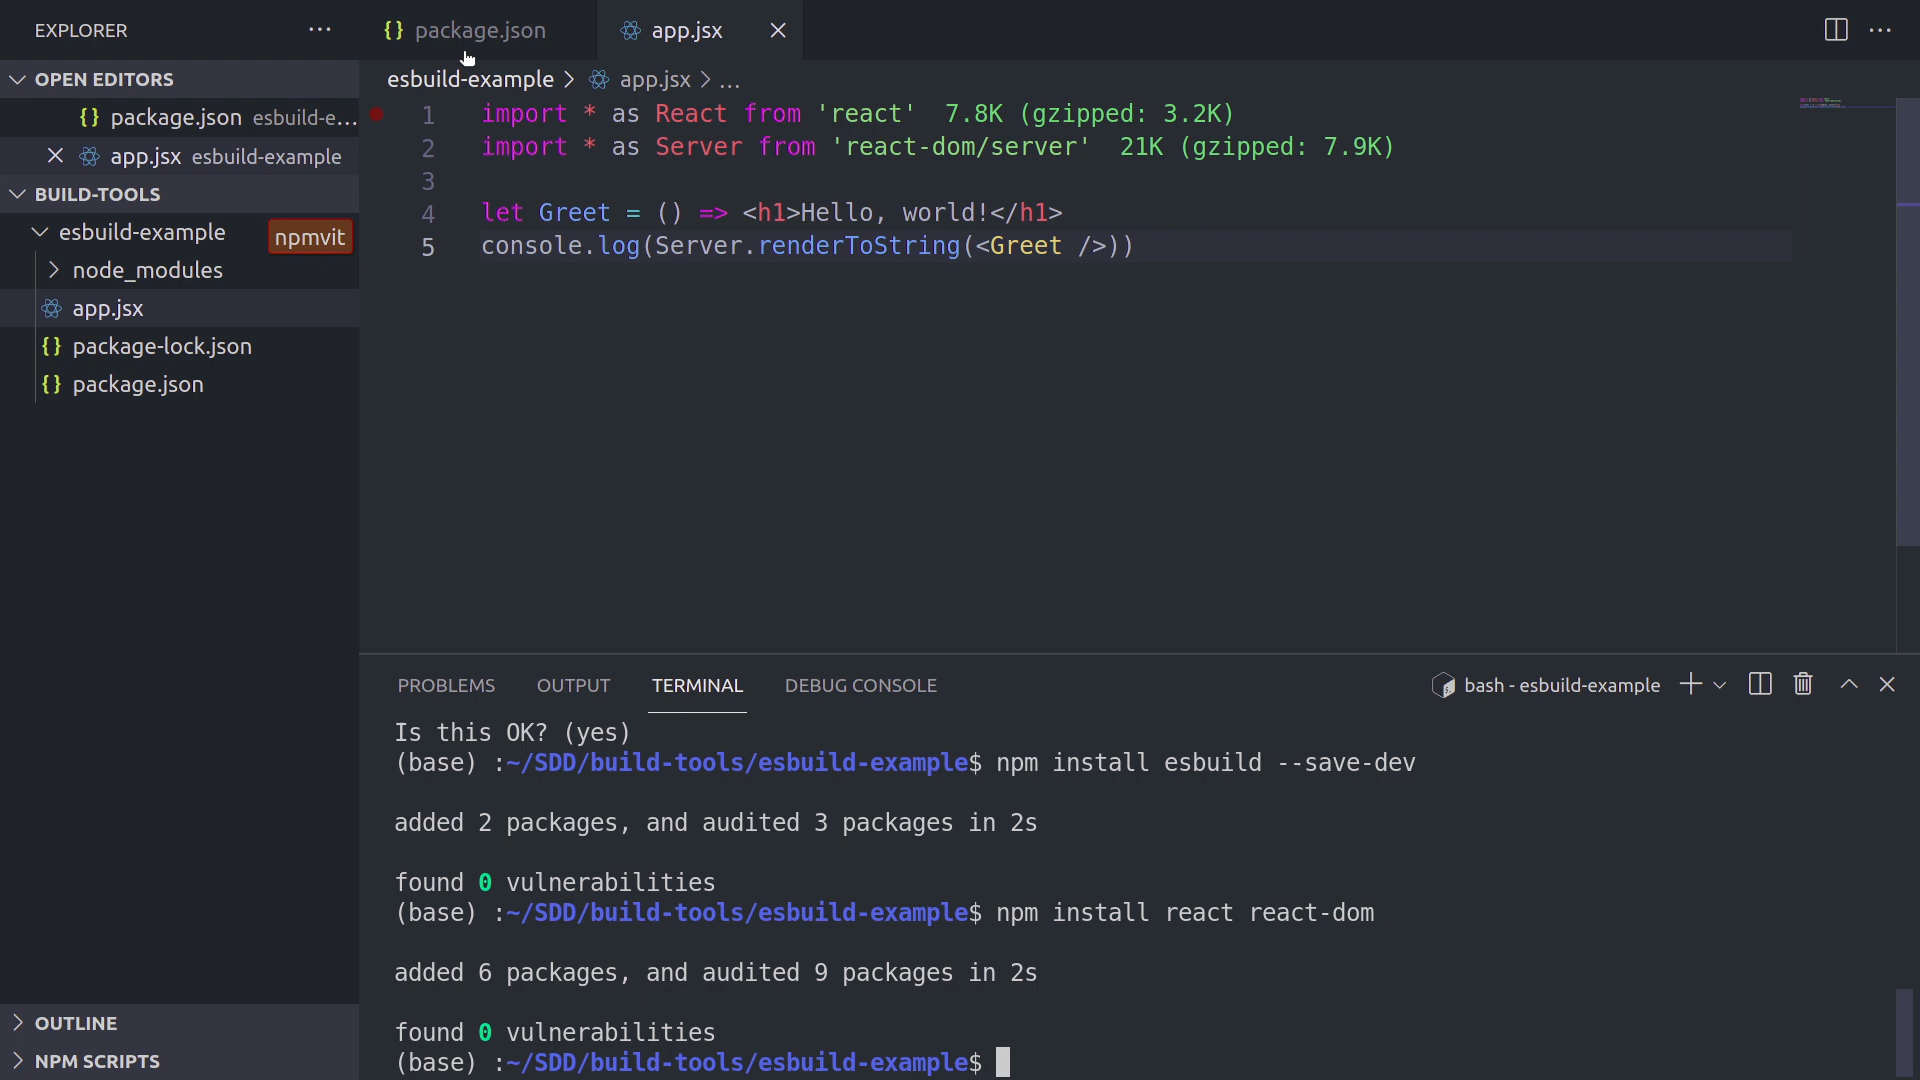 EXPLORER ...
{} package.json
app.jsx
OPEN EDITORS
{} package.json esbuild-e...
app.jsx esbuild-example
BUILD-TOOLS
esbuild-example npmvit
node_modules
app.jsx
{} package-lock.json
{} package.json
OUTLINE
NPM SCRIPTS
esbuild-example > app.jsx > ...
1 import * as React from 'react' 7.8K (gzipped: 3.2K)
2 import * as Server from 'react-dom/server' 21K (gzipped: 7.9K)
3
4 let Greet = () => <h1>Hello, world!</h1>
5 console.log(Server.renderToString(<Greet />))
PROBLEMS OUTPUT TERMINAL DEBUG CONSOLE bash - esbuild-example
Is this OK? (yes)
(base) :~/SDD/build-tools/esbuild-example$ npm install esbuild --save-dev
added 2 packages, and audited 3 packages in 2s
found 0 vulnerabilities
(base) :~/SDD/build-tools/esbuild-example$ npm install react react-dom
added 6 packages, and audited 9 packages in 2s
found 0 vulnerabilities
(base) :~/SDD/build-tools/esbuild-example$